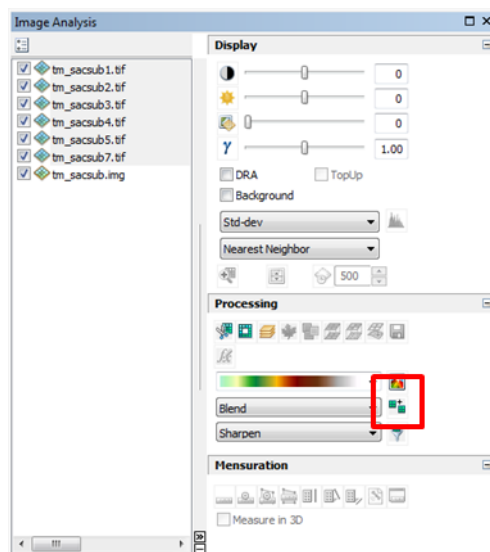 Image Analysis
tm_sacsub1.tif
tm_sacsub2.tif
tm_sacsub3.tif
tm_sacsub4.tif
tm_sacsub5.tif
tm_sacsub7.tif
tm_sacsub.img
Display
0
0
0
γ 1.00
DRA TopUp
Background
Std-dev
Nearest Neighbor
500
Processing
fx
Blend
Sharpen
Mensuration
Measure in 3D